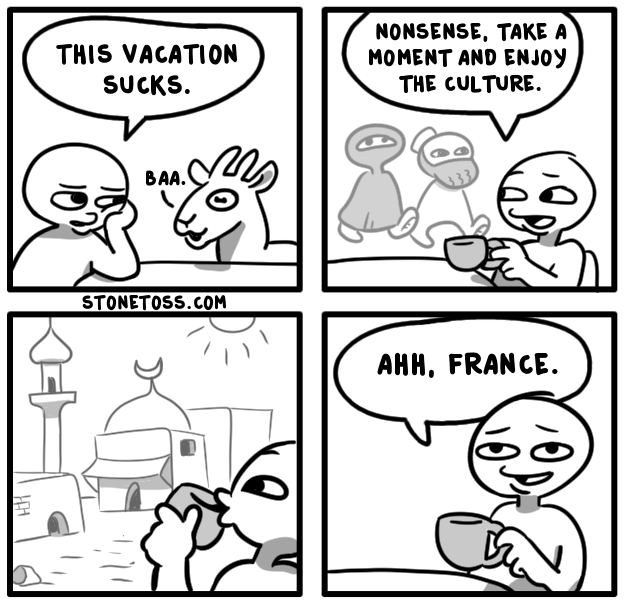 THIS VACATION
SUCKS.
BAA.
NONSENSE, TAKE A
MOMENT AND ENJOY
THE CULTURE.
STONETOSS.COM
AHH, FRANCE.